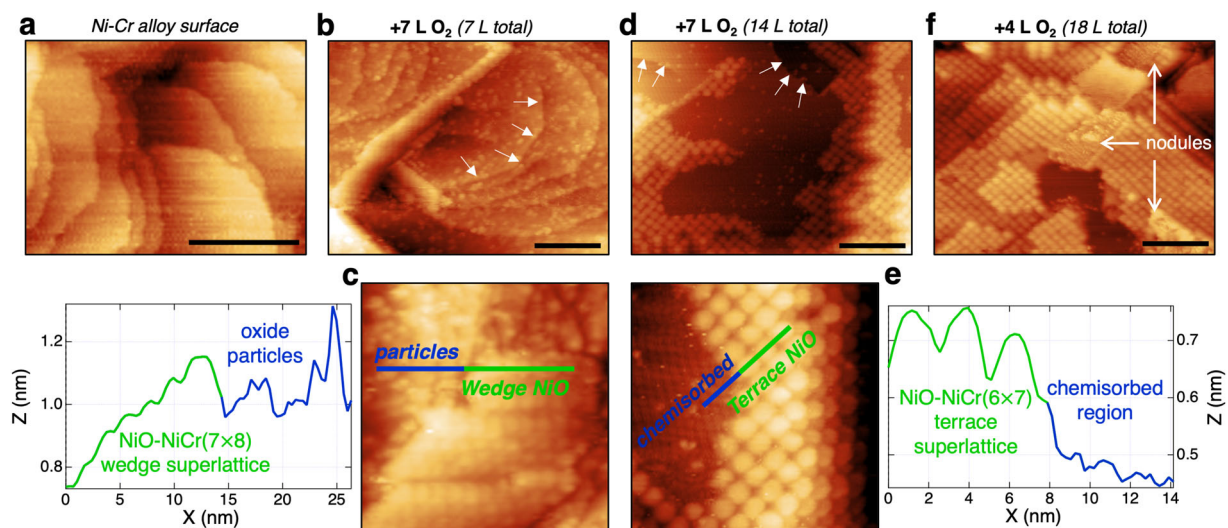 a
Ni-Cr alloy surface
b
+7 L O₂ (7 L total)
d
+7 L O₂ (14 L total)
f
+4 L O₂ (18 L total)
nodules
c
e
1.2
1.0
0.8
Z (nm)
oxide
particles
NiO-NiCr(7×8)
wedge superlattice
0
5
10
15
20
25
X (nm)
particles
Wedge NiO
chemisorbed
Terrace NiO
0.7
0.6
0.5
Z (nm)
NiO-NiCr(6×7)
terrace
superlattice
chemisorbed
region
0
2
4
6
8
10
12
14
X (nm)